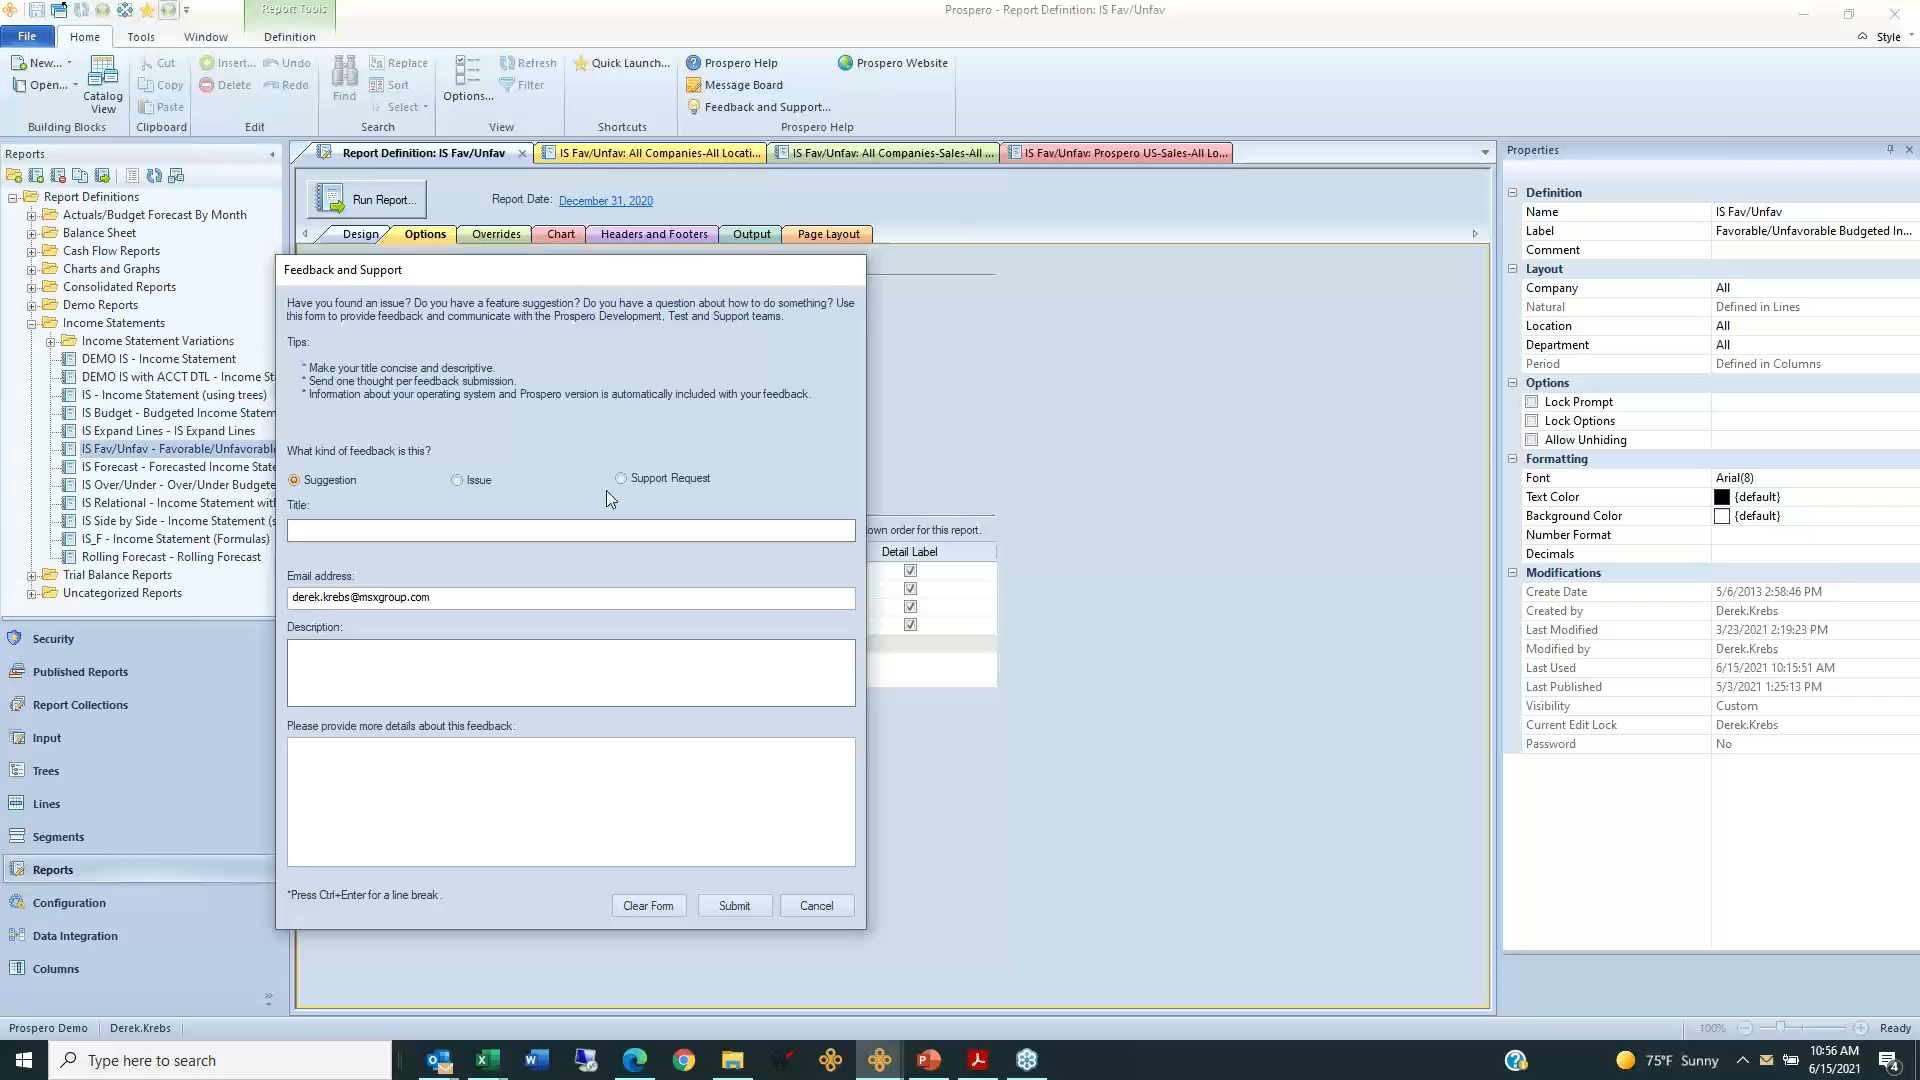 Report Tools
Prospero - Report Definition: IS Fav/Unfav
File
Home
Tools
Window
Definition
Style
New...
Open...
Catalog
View
Building Blocks
Cut
Copy
Paste
Clipboard
Insert...
Delete
Undo
Redo
Edit
Find
Replace
Sort
Select
Search
Options...
Refresh
Filter
View
Quick Launch...
Shortcuts
Prospero Help
Message Board
Feedback and Support...
Prospero Website
Prospero Help
Reports
Report Definitions
Actuals/Budget Forecast By Month
Balance Sheet
Cash Flow Reports
Charts and Graphs
Consolidated Reports
Demo Reports
Income Statements
Income Statement Variations
DEMO IS - Income Statement
DEMO IS with ACCT DTL - Income St
IS - Income Statement (using trees)
IS Budget - Budgeted Income Statem
IS Expand Lines - IS Expand Lines
IS Fav/Unfav - Favorable/Unfavorable
IS Forecast - Forecasted Income State
IS Over/Under - Over/Under Budgete
IS Relational - Income Statement with
IS Side by Side - Income Statement (s
IS_F - Income Statement (Formulas)
Rolling Forecast - Rolling Forecast
Trial Balance Reports
Uncategorized Reports
Security
Published Reports
Report Collections
Input
Trees
Lines
Segments
Reports
Configuration
Data Integration
Columns
Report Definition: IS Fav/Unfav
IS Fav/Unfav: All Companies-All Locati...
IS Fav/Unfav: All Companies-Sales-All ...
IS Fav/Unfav: Prospero US-Sales-All Lo...
Run Report...
Report Date: December 31, 2020
Design
Options
Overrides
Chart
Headers and Footers
Output
Page Layout
Feedback and Support
Have you found an issue? Do you have a feature suggestion? Do you have a question about how to do something? Use
this form to provide feedback and communicate with the Prospero Development, Test and Support teams.
Tips:
* Make your title concise and descriptive.
* Send one thought per feedback submission.
* Information about your operating system and Prospero version is automatically included with your feedback.
What kind of feedback is this?
Suggestion
Issue
Support Request
Title:
Email address:
derek.krebs@msxgroup.com
Description:
Please provide more details about this feedback:
*Press Ctrl+Enter for a line break.
Clear Form
Submit
Cancel
own order for this report.
Detail Label
Properties
Definition
Name IS Fav/Unfav
Label Favorable/Unfavorable Budgeted In...
Comment
Layout
Company All
Natural Defined in Lines
Location All
Department All
Period Defined in Columns
Options
Lock Prompt
Lock Options
Allow Unhiding
Formatting
Font Arial(8)
Text Color {default}
Background Color {default}
Number Format
Decimals
Modifications
Create Date 5/6/2013 2:58:46 PM
Created by Derek.Krebs
Last Modified 3/23/2021 2:19:23 PM
Modified by Derek.Krebs
Last Used 6/15/2021 10:15:51 AM
Last Published 5/3/2021 1:25:13 PM
Visibility Custom
Current Edit Lock Derek.Krebs
Password No
Prospero Demo
Derek.Krebs
100%
Ready
Type here to search
75°F Sunny
10:56 AM
6/15/2021
4